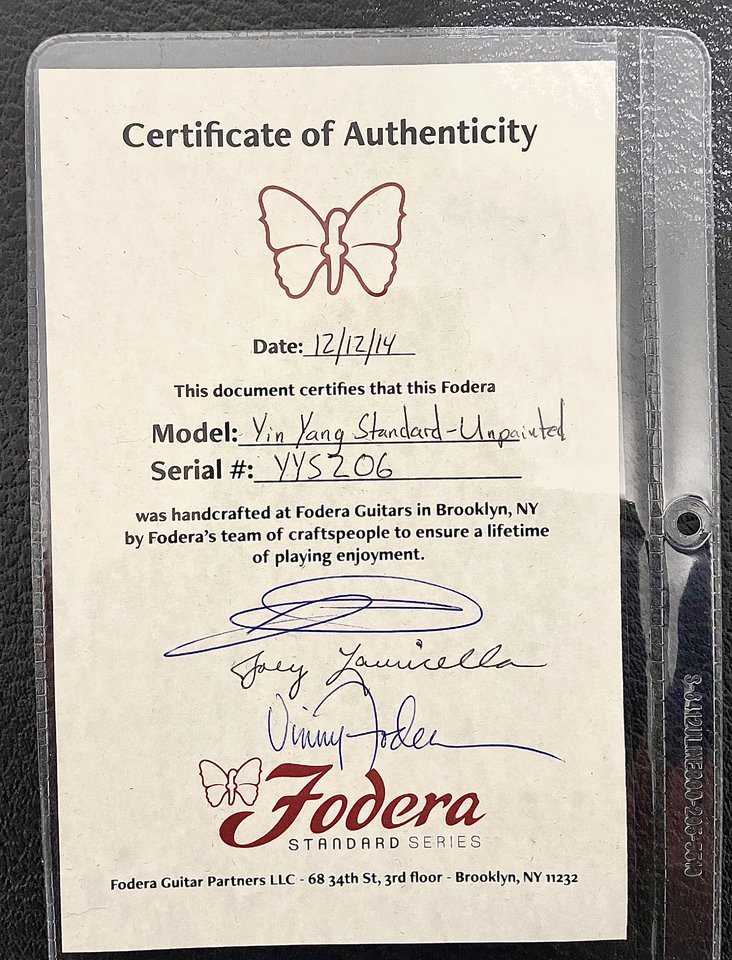 Certificate of Authenticity
Date: 12/12/14
This document certifies that this Fodera
Model: Yin Yang Standard-Unpainted
Serial #: YYS206
was handcrafted at Fodera Guitars in Brooklyn, NY
by Fodera's team of craftspeople to ensure a lifetime
of playing enjoyment.
Joey Lauricella
Vinny Fodera
Fodera
STANDARD SERIES
Fodera Guitar Partners LLC - 68 34th St, 3rd floor - Brooklyn, NY 11232